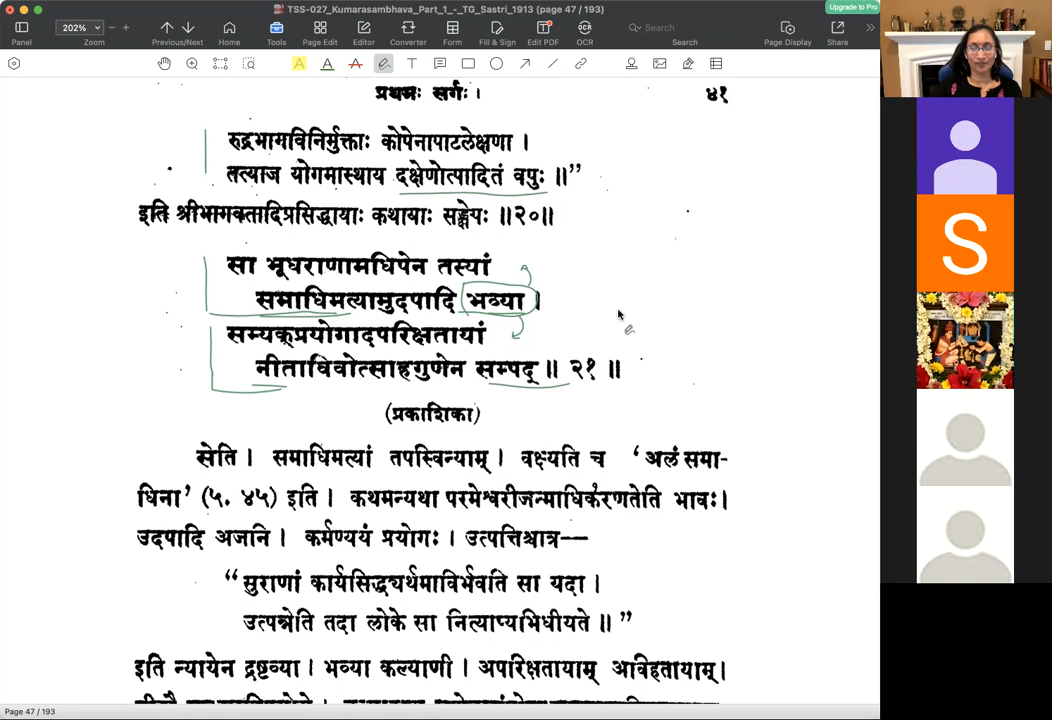 TSS-027_Kumarasambhava_Part_1_-_TG_Sastri_1913 (page 47 / 193)
Upgrade to Pro
202%
Panel Zoom Previous/Next Home Tools Page Edit Editor Converter Form Fill & Sign Edit PDF OCR Search Page Display Share
Search
प्रथमः सर्गः ।
४१
रुद्रभागविनिर्मुक्ताः कोपेनापाटलेक्षणा ।
तत्याज योगमास्थाय दक्षेणोत्पादितं वपुः ॥”
इति श्रीभागवतादिप्रसिद्धायाः कथायाः सङ्क्षेपः ॥२०॥
सा भूधराणामधिपेन तस्यां
समाधिमत्यामुदपादि भव्या ।
सम्यक्प्रयोगादपरिक्षतायां
नीताविवोत्साहगुणेन सम्पद् ॥ २१ ॥
(प्रकाशिका)
सेति । समाधिमत्यां तपस्विन्याम् । वक्ष्यति च ‘अलं समा-
धिना’ (५. ४५) इति । कथमन्यथा परमेश्वरीजन्माधिकरणतेति भावः।
उदपादि अजनि । कर्मण्ययं प्रयोगः । उत्पत्तिश्चात्र—
“सुराणां कार्यसिद्ध्यर्थमाविर्भवति सा यदा ।
उत्पन्नेति तदा लोके सा नित्याप्यभिधीयते ॥”
इति न्यायेन द्रष्टव्या । भव्या कल्याणी । अपरिक्षतायाम् अविहतायाम्।
S
Page 47 / 193